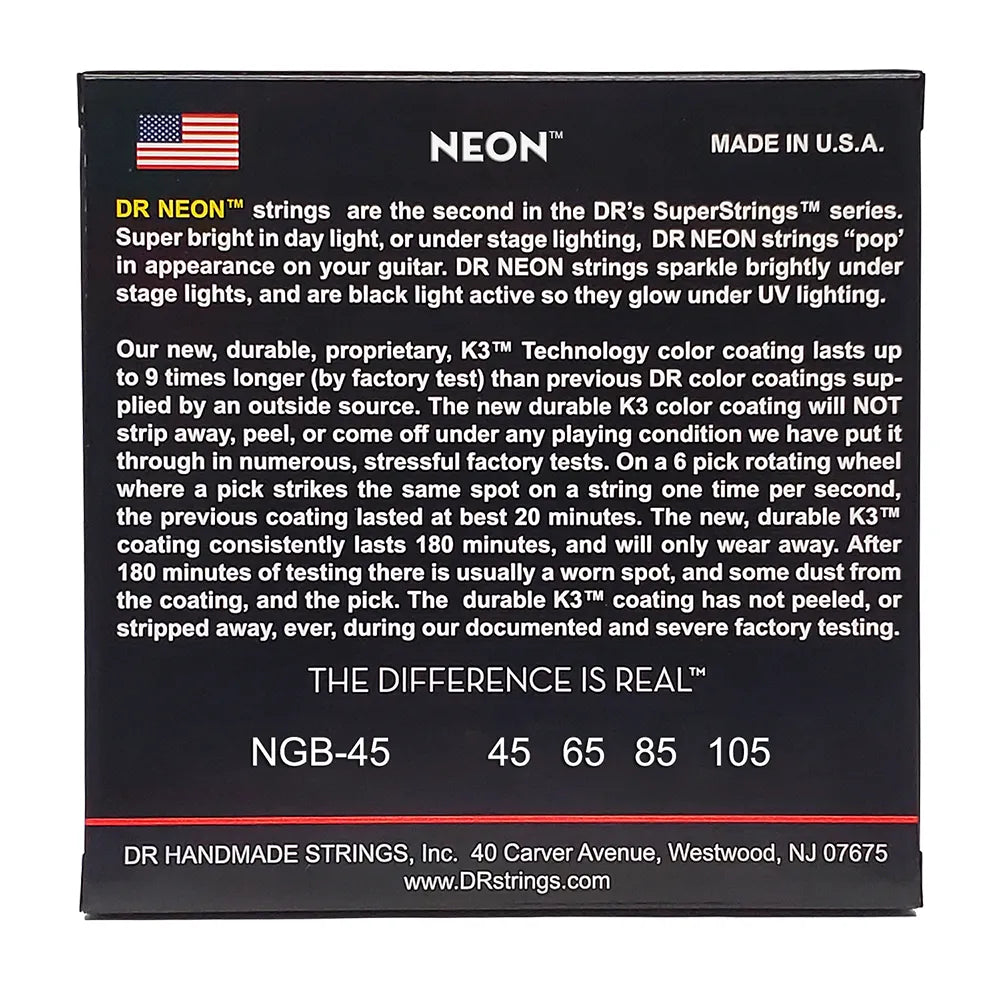 NEON™
MADE IN U.S.A.
DR NEON™ strings are the second in the DR's SuperStrings™ series.
Super bright in day light, or under stage lighting, DR NEON strings “pop’
in appearance on your guitar. DR NEON strings sparkle brightly under
stage lights, and are black light active so they glow under UV lighting.
Our new, durable, proprietary, K3™ Technology color coating lasts up
to 9 times longer (by factory test) than previous DR color coatings sup-
plied by an outside source. The new durable K3 color coating will NOT
strip away, peel, or come off under any playing condition we have put it
through in numerous, stressful factory tests. On a 6 pick rotating wheel
where a pick strikes the same spot on a string one time per second,
the previous coating lasted at best 20 minutes. The new, durable K3™
coating consistently lasts 180 minutes, and will only wear away. After
180 minutes of testing there is usually a worn spot, and some dust from
the coating, and the pick. The durable K3™ coating has not peeled, or
stripped away, ever, during our documented and severe factory testing.
THE DIFFERENCE IS REAL™
NGB-45 45 65 85 105
DR HANDMADE STRINGS, Inc. 40 Carver Avenue, Westwood, NJ 07675
www.DRstrings.com